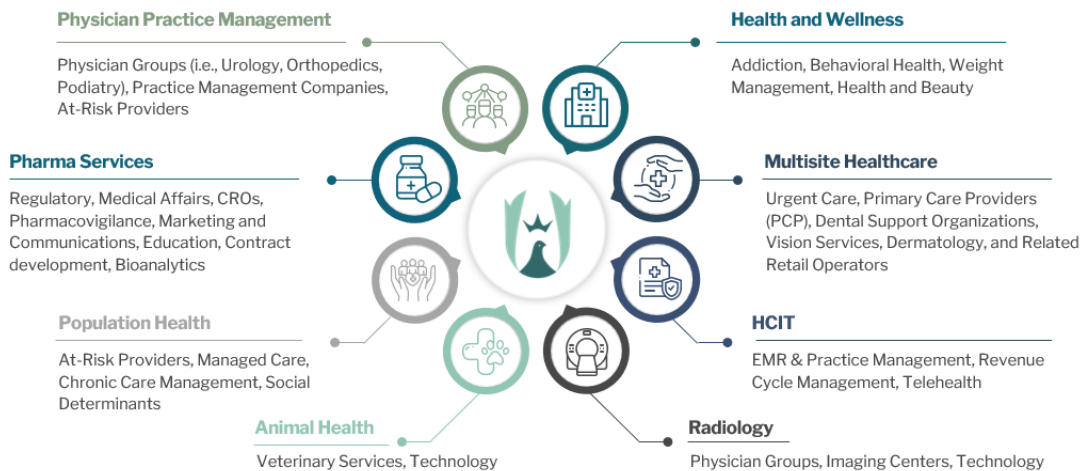 Physician Practice Management
Physician Groups (i.e., Urology, Orthopedics,
Podiatry), Practice Management Companies,
At-Risk Providers
Health and Wellness
Addiction, Behavioral Health, Weight
Management, Health and Beauty
Pharma Services
Regulatory, Medical Affairs, CROs,
Pharmacovigilance, Marketing and
Communications, Education, Contract
development, Bioanalytics
Multisite Healthcare
Urgent Care, Primary Care Providers
(PCP), Dental Support Organizations,
Vision Services, Dermatology, and Related
Retail Operators
Population Health
At-Risk Providers, Managed Care,
Chronic Care Management, Social
Determinants
HCIT
EMR & Practice Management, Revenue
Cycle Management, Telehealth
Animal Health
Veterinary Services, Technology
Radiology
Physician Groups, Imaging Centers, Technology